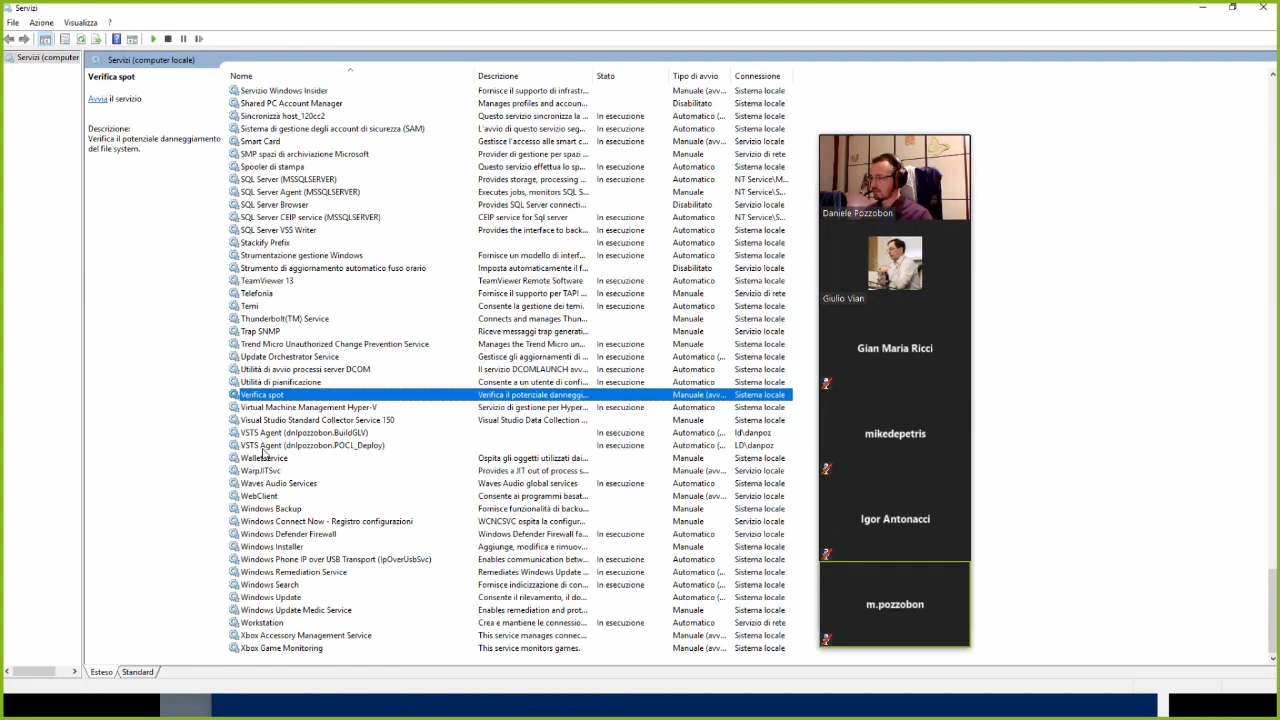 Servizi
File Azione Visualizza ?
Servizi (computer
Servizi (computer locale)
Verifica spot
Avvia il servizio
Descrizione:
Verifica il potenziale danneggiamento
del file system.
Nome Descrizione Stato Tipo di avvio Connessione
Servizio Windows Insider Fornisce il supporto di infrastr... Manuale (avv... Sistema locale
Shared PC Account Manager Manages profiles and accoun... Disabilitato Sistema locale
Sincronizza host_120cc2 Questo servizio sincronizza la ... In esecuzione Automatico (... Sistema locale
Sistema di gestione degli account di sicurezza (SAM) L'avvio di questo servizio seg... In esecuzione Automatico Sistema locale
Smart Card Gestisce l'accesso alle smart ... In esecuzione Manuale (avv... Sistema locale
SMP spazi di archiviazione Microsoft Provider di gestione per spazi ... Manuale Servizio di rete
Spooler di stampa Questo servizio effettua lo sp... In esecuzione Automatico Sistema locale
SQL Server (MSSQLSERVER) Provides storage, processing ... In esecuzione Automatico NT Service\M...
SQL Server Agent (MSSQLSERVER) Executes jobs, monitors SQL S... Manuale NT Service\S...
SQL Server Browser Provides SQL Server connecti... Disabilitato Servizio locale
SQL Server CEIP service (MSSQLSERVER) CEIP service for Sql server In esecuzione Automatico NT Service\S...
SQL Server VSS Writer Provides the interface to back... In esecuzione Automatico Sistema locale
Stackify Prefix In esecuzione Automatico Sistema locale
Strumentazione gestione Windows Fornisce un modello di interf... In esecuzione Automatico Sistema locale
Strumento di aggiornamento automatico fuso orario Imposta automaticamente il f... Disabilitato Servizio locale
TeamViewer 13 TeamViewer Remote Software In esecuzione Automatico Sistema locale
Telefonia Fornisce il supporto per TAPI ... Manuale Servizio di rete
Temi Consente la gestione dei temi. In esecuzione Automatico Sistema locale
Thunderbolt(TM) Service Connects and manages Thun... Manuale Sistema locale
Trap SNMP Riceve messaggi trap generati... Manuale Servizio locale
Trend Micro Unauthorized Change Prevention Service Manages the Trend Micro un... In esecuzione Manuale Sistema locale
Update Orchestrator Service Gestisce gli aggiornamenti di ... In esecuzione Automatico (... Sistema locale
Utilità di avvio processi server DCOM Il servizio DCOMLAUNCH avv... In esecuzione Automatico Sistema locale
Utilità di pianificazione Consente a un utente di confi... In esecuzione Automatico Sistema locale
Verifica spot Verifica il potenziale danneggi... Manuale (avv... Sistema locale
Virtual Machine Management Hyper-V Servizio di gestione per Hyper... In esecuzione Automatico Sistema locale
Visual Studio Standard Collector Service 150 Visual Studio Data Collection ... Manuale Sistema locale
VSTS Agent (dnlpozzobon.BuildGLV) In esecuzione Automatico (... ld\danpoz
VSTS Agent (dnlpozzobon.POCL_Deploy) In esecuzione Automatico (... LD\danpoz
WalletService Ospita gli oggetti utilizzati dai... Manuale Sistema locale
WarpJITSvc Provides a JIT out of process s... Manuale (avv... Servizio locale
Waves Audio Services Waves Audio global services In esecuzione Automatico Sistema locale
WebClient Consente ai programmi basat... Manuale (avv... Servizio locale
Windows Backup Fornisce funzionalità di backu... Manuale Sistema locale
Windows Connect Now - Registro configurazioni WCNCSVC ospita la configur... Manuale Servizio locale
Windows Defender Firewall Windows Defender Firewall fa... In esecuzione Automatico Servizio locale
Windows Installer Aggiunge, modifica e rimuov... Manuale Sistema locale
Windows Phone IP over USB Transport (IpOverUsbSvc) Enables communication betw... In esecuzione Automatico Sistema locale
Windows Remediation Service Remediates Windows Update ... Automatico (... Sistema locale
Windows Search Fornisce indicizzazione di con... In esecuzione Automatico (... Sistema locale
Windows Update Consente il rilevamento, il do... Automatico (... Sistema locale
Windows Update Medic Service Enables remediation and prot... Manuale Sistema locale
Workstation Crea e mantiene le connessio... In esecuzione Automatico Servizio di rete
Xbox Accessory Management Service This service manages connec... Manuale (avv... Sistema locale
Xbox Game Monitoring This service monitors games. Manuale (avv... Sistema locale
Esteso Standard
Daniele Pozzobon
Giulio Vian
Gian Maria Ricci
mikedepetris
Igor Antonacci
m.pozzobon